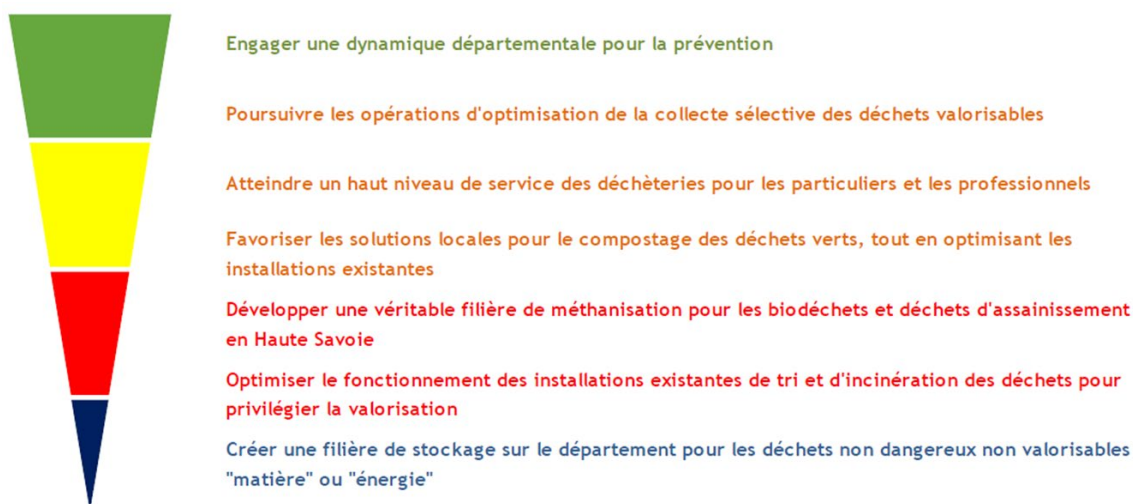 Engager une dynamique départementale pour la prévention
Poursuivre les opérations d'optimisation de la collecte sélective des déchets valorisables
Atteindre un haut niveau de service des déchèteries pour les particuliers et les professionnels
Favoriser les solutions locales pour le compostage des déchets verts, tout en optimisant les
installations existantes
Développer une véritable filière de méthanisation pour les biodéchets et déchets d'assainissement
en Haute Savoie
Optimiser le fonctionnement des installations existantes de tri et d'incinération des déchets pour
privilégier la valorisation
Créer une filière de stockage sur le département pour les déchets non dangereux non valorisables
"matière" ou "énergie"